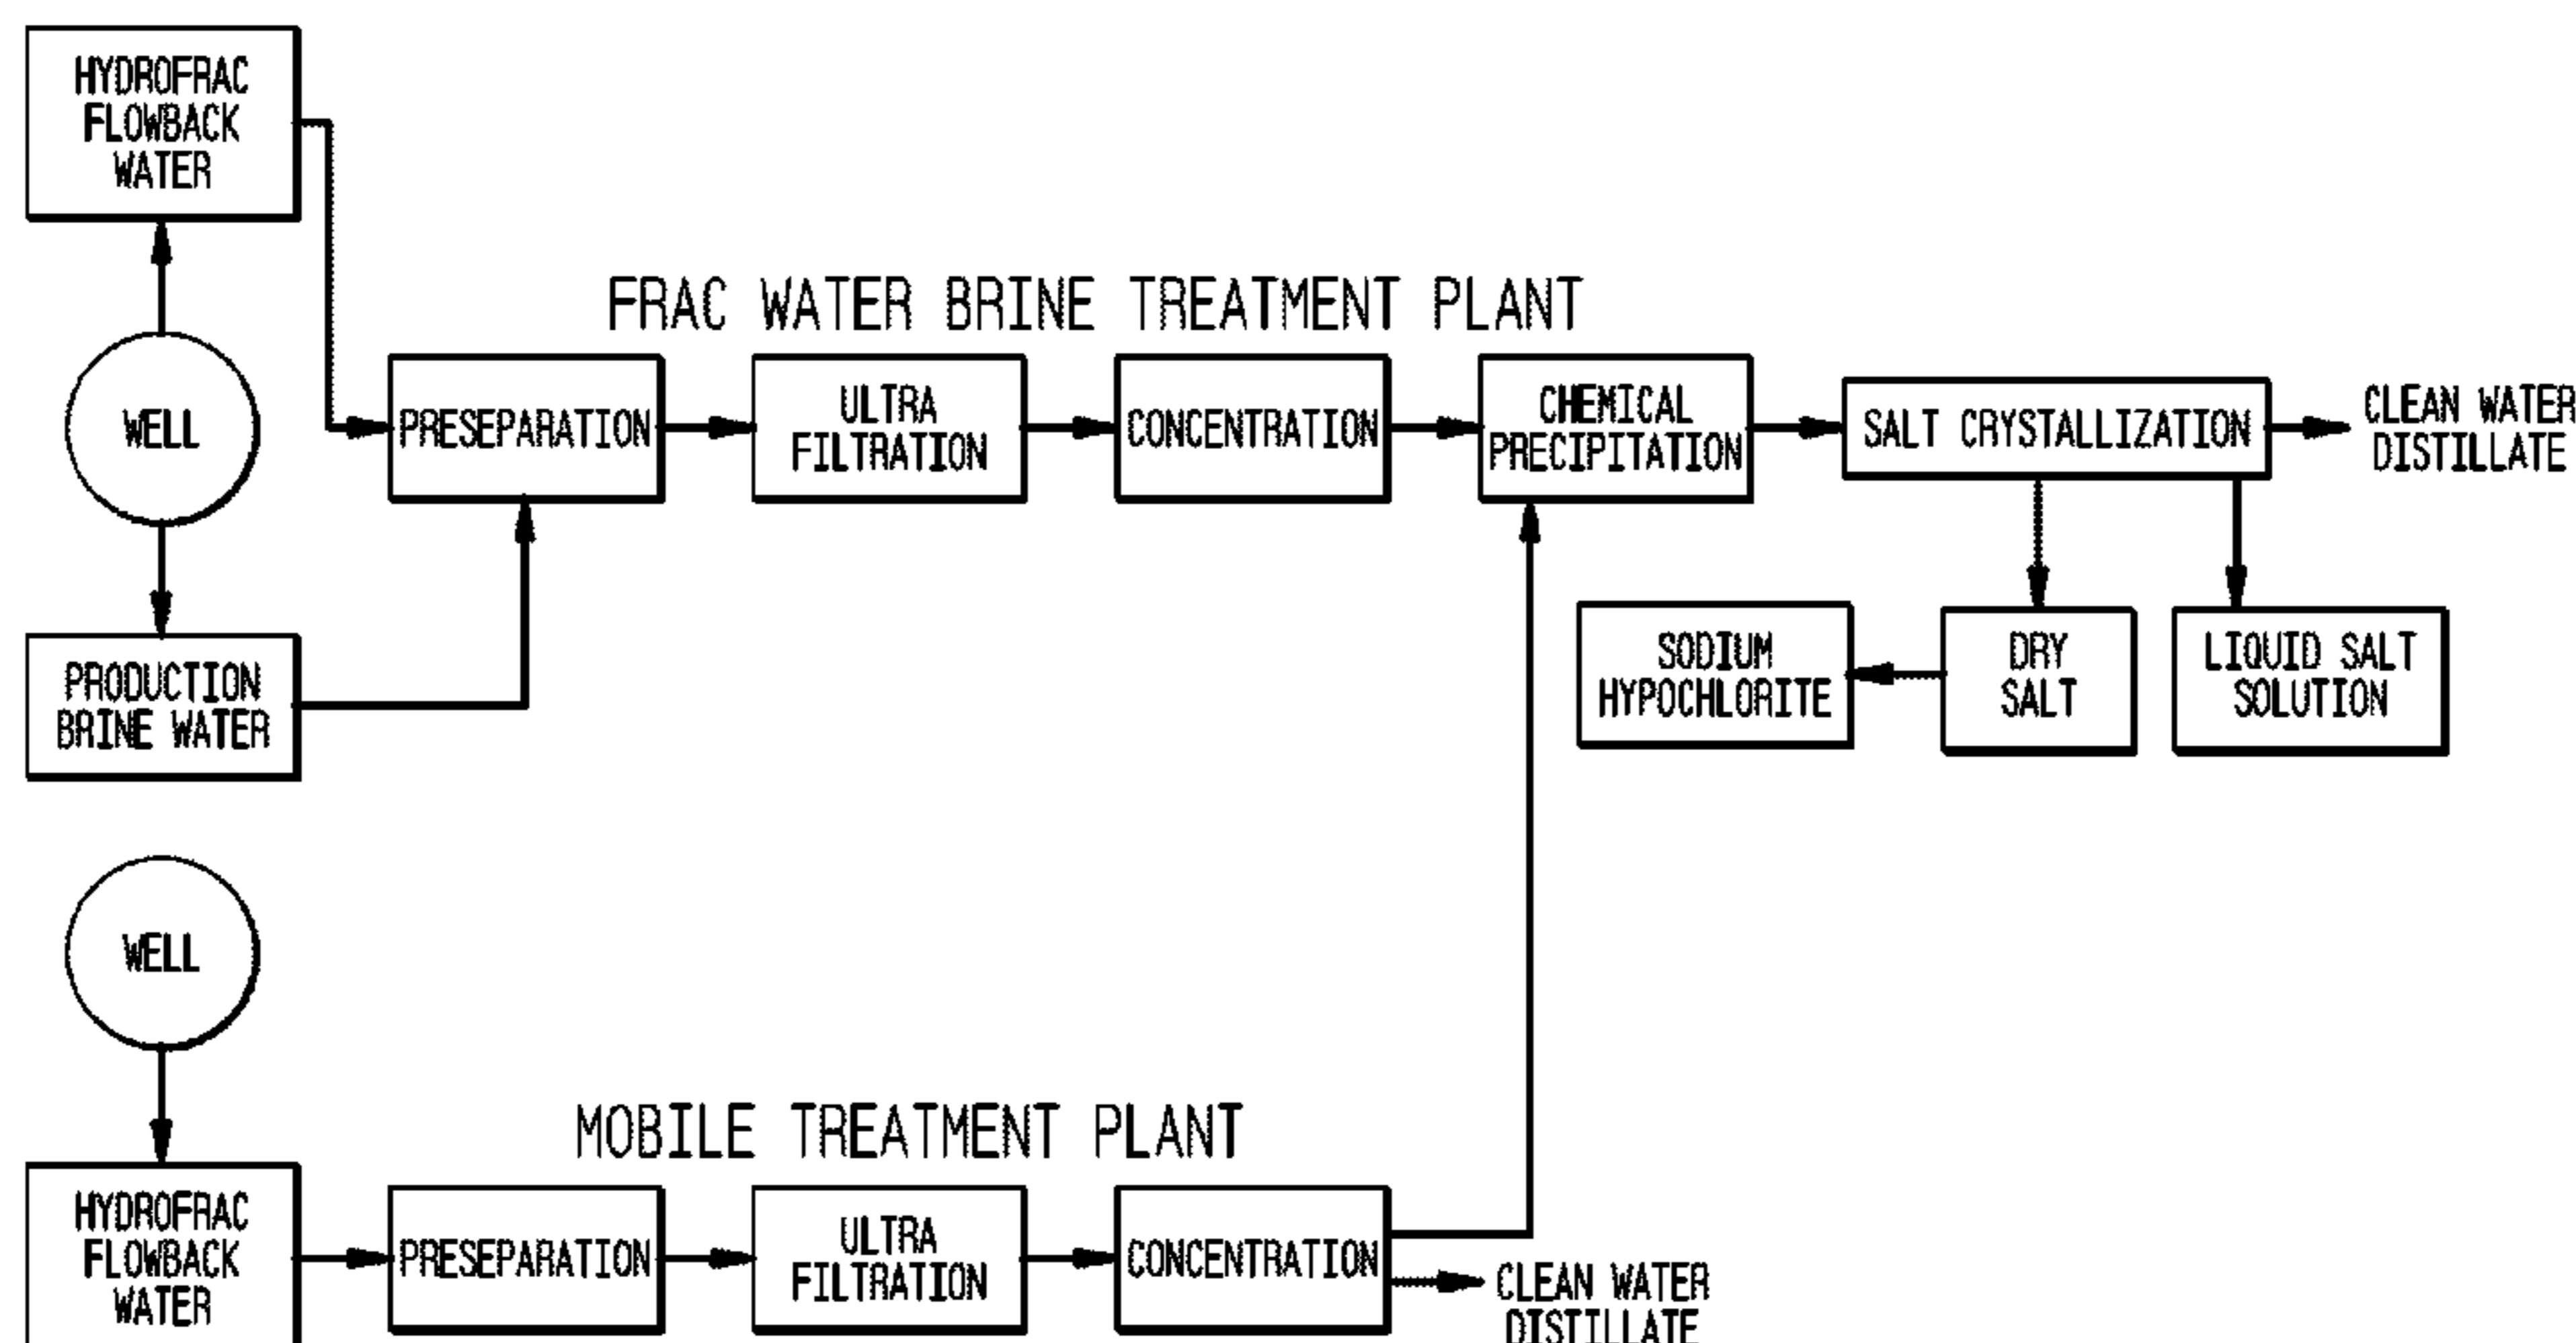 HYDROFRAC
FLOWBACK
WATER
FRAC WATER BRINE TREATMENT PLANT
WELL
PRESEPARATION
ULTRA
FILTRATION
CONCENTRATION
CHEMICAL
PRECIPITATION
SALT CRYSTALLIZATION
CLEAN WATER
DISTILLATE
PRODUCTION
BRINE WATER
SODIUM
HYPOCHLORITE
DRY
SALT
LIQUID SALT
SOLUTION
WELL
MOBILE TREATMENT PLANT
HYDROFRAC
FLOWBACK
WATER
PRESEPARATION
ULTRA
FILTRATION
CONCENTRATION
CLEAN WATER
DISTILLATE